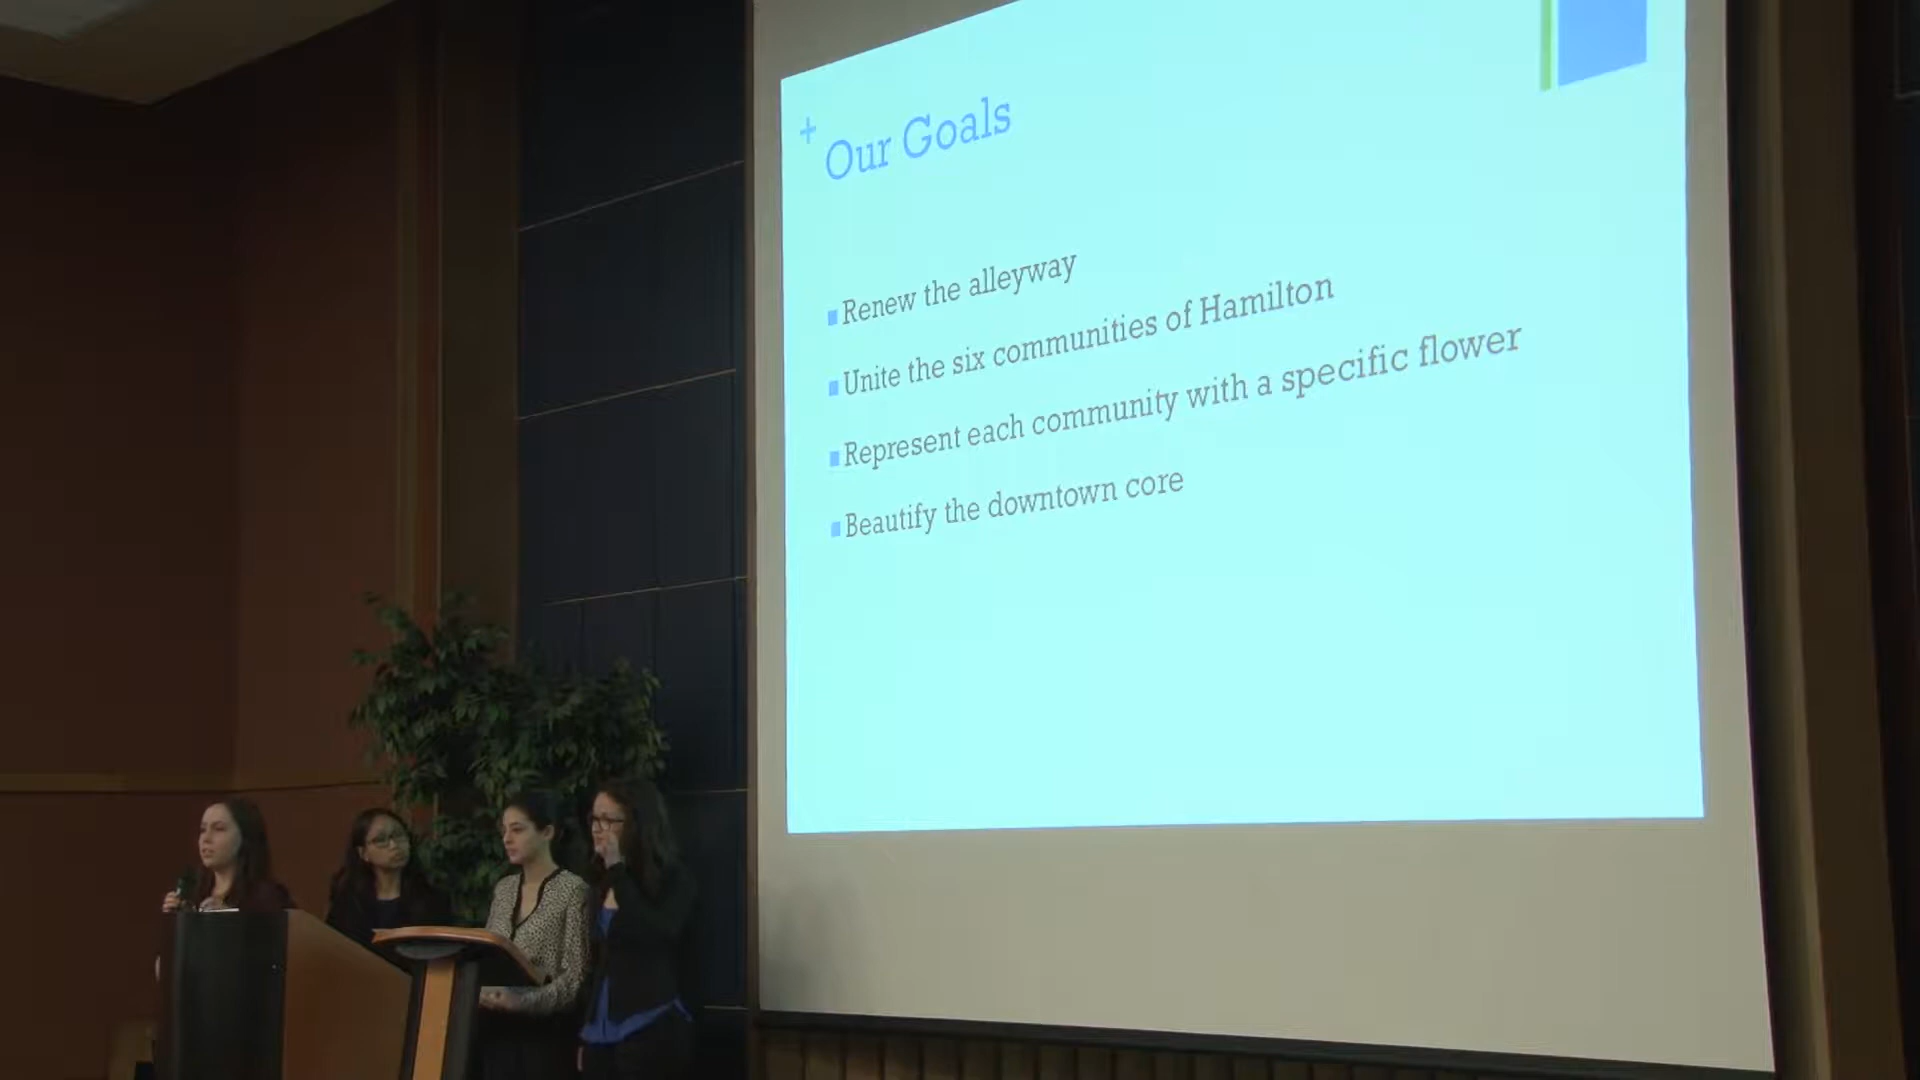 +
Our Goals
Renew the alleyway
Unite the six communities of Hamilton
Represent each community with a specific flower
Beautify the downtown core